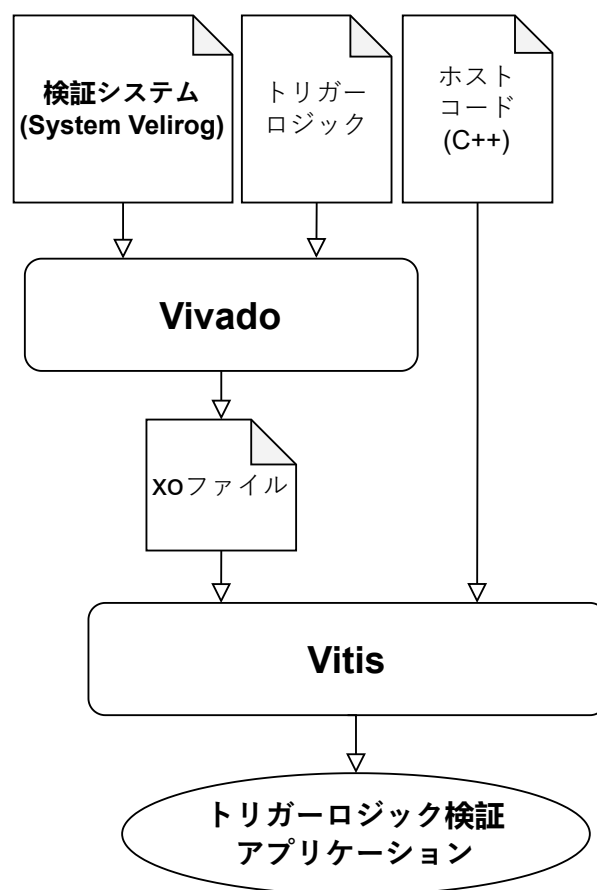 検証システム
(System Velirog)
トリガー
ロジック
ホスト
コード
(C++)
Vivado
XOファイル
Vitis
トリガーロジック検証
アプリケーション